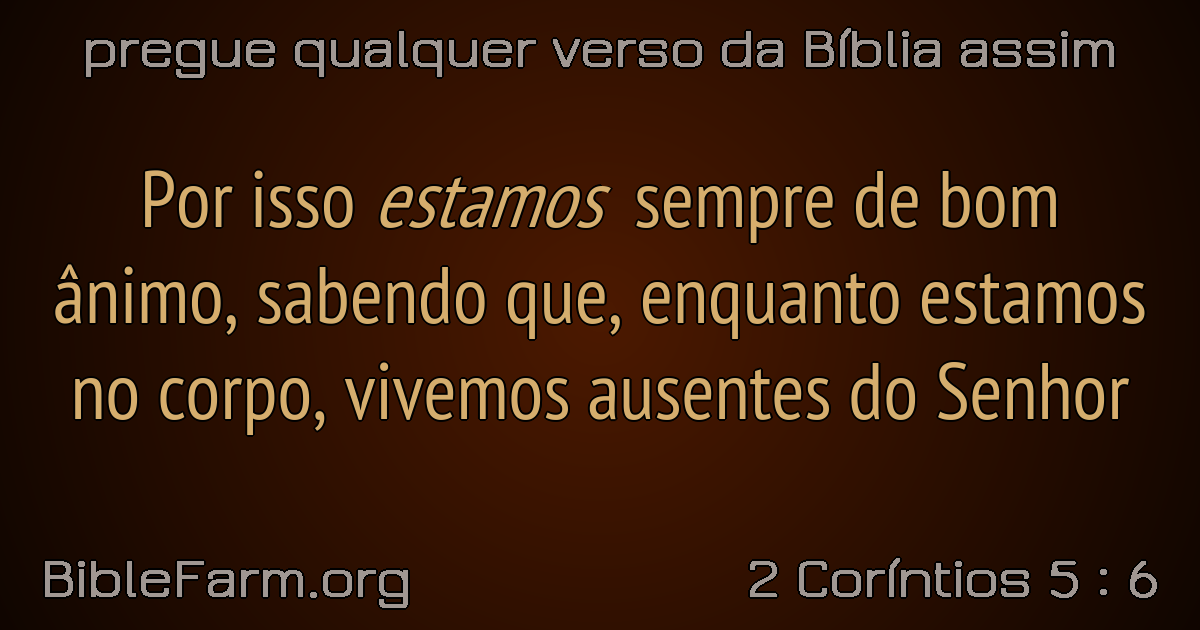 pregue qualquer verso da Bíblia assim
Por isso estamos sempre de bom
ânimo, sabendo que, enquanto estamos
no corpo, vivemos ausentes do Senhor
BibleFarm.org
2 Coríntios 5 : 6